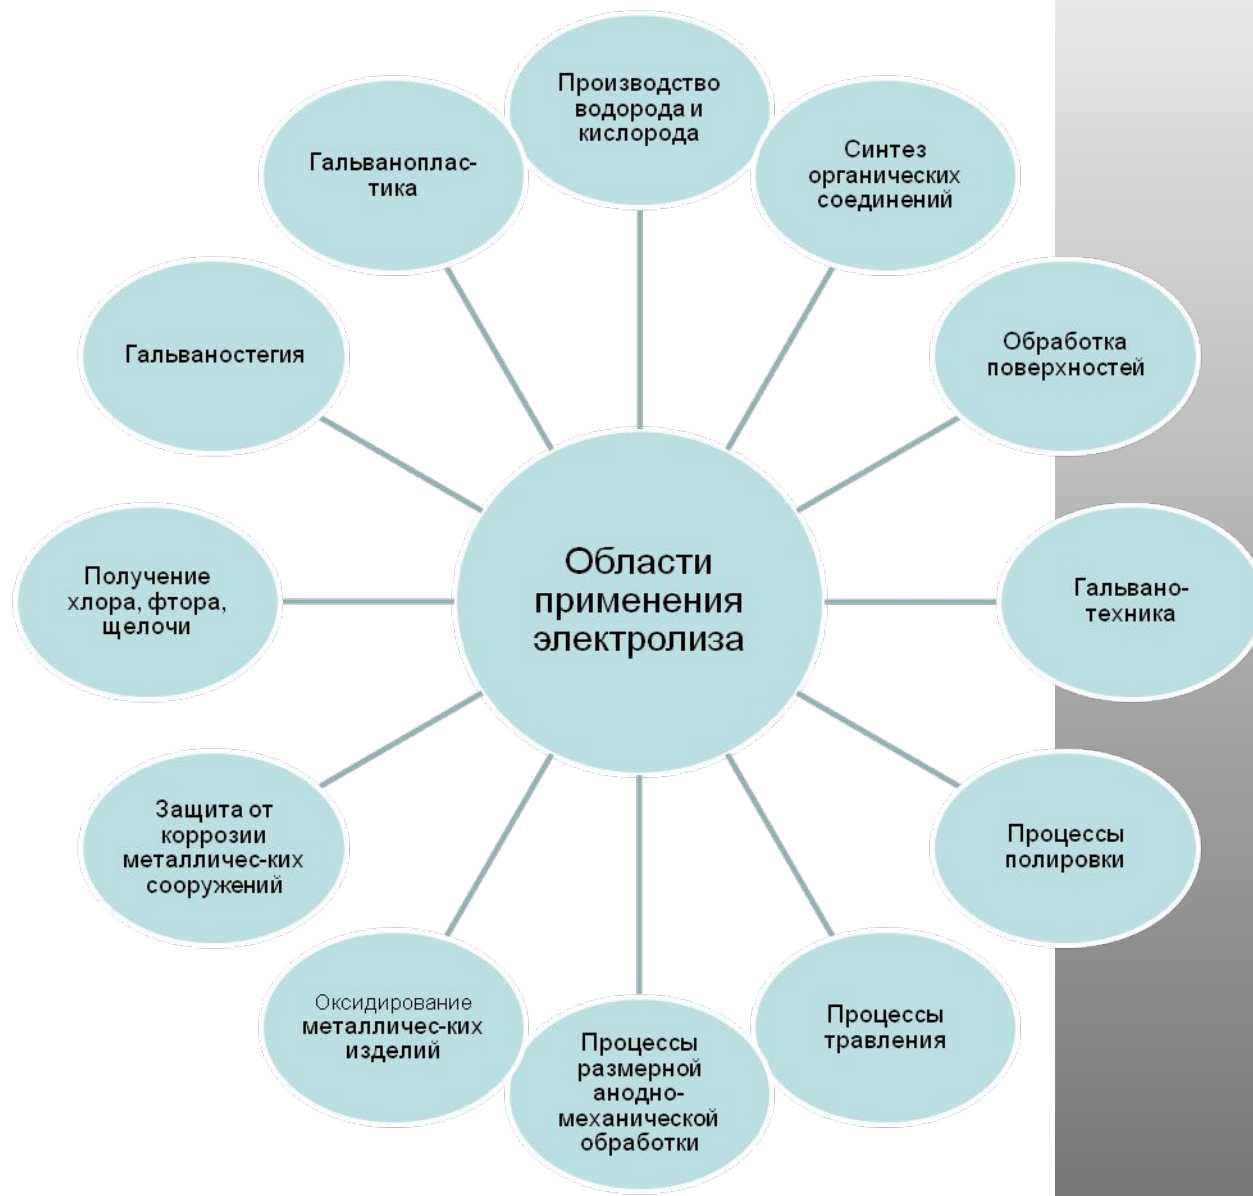 Производство
водорода и
кислорода
Синтез
органических
соединений
Обработка
поверхностей
Гальвано-
техника
Процессы
полировки
Процессы
травления
Процессы
размерной
анодно-
механической
обработки
Оксидирование
металличес-ких
изделий
Защита от
коррозии
металличес-ких
сооружений
Получение
хлора, фтора,
щелочи
Гальваностегия
Гальваноплас-
тика
Области
применения
электролиза